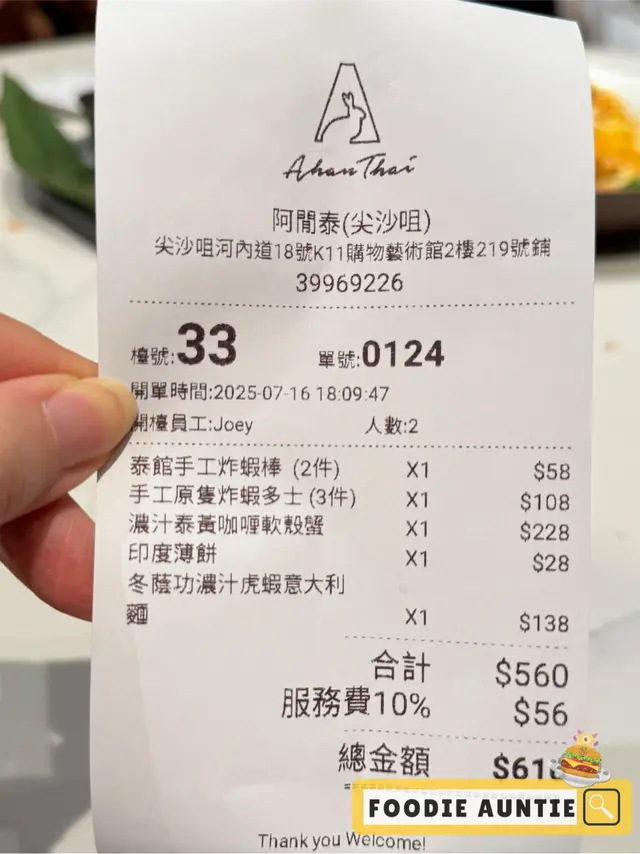 Ahan Thai
阿閒泰(尖沙咀)
尖沙咀河內道18號K11購物藝術館2樓219號鋪
39969226
檯號:33 單號:0124
開單時間:2025-07-16 18:09:47
開檯員工:Joey 人數:2
泰館手工炸蝦棒 (2件) X1 $58
手工原隻炸蝦多士 (3件) X1 $108
濃汁泰黃咖喱軟殼蟹 X1 $228
印度薄餅 X1 $28
冬蔭功濃汁虎蝦意大利
麵 X1 $138
合計 $560
服務費10% $56
總金額
FOODIE AUNTIE
Thank you Welcome!